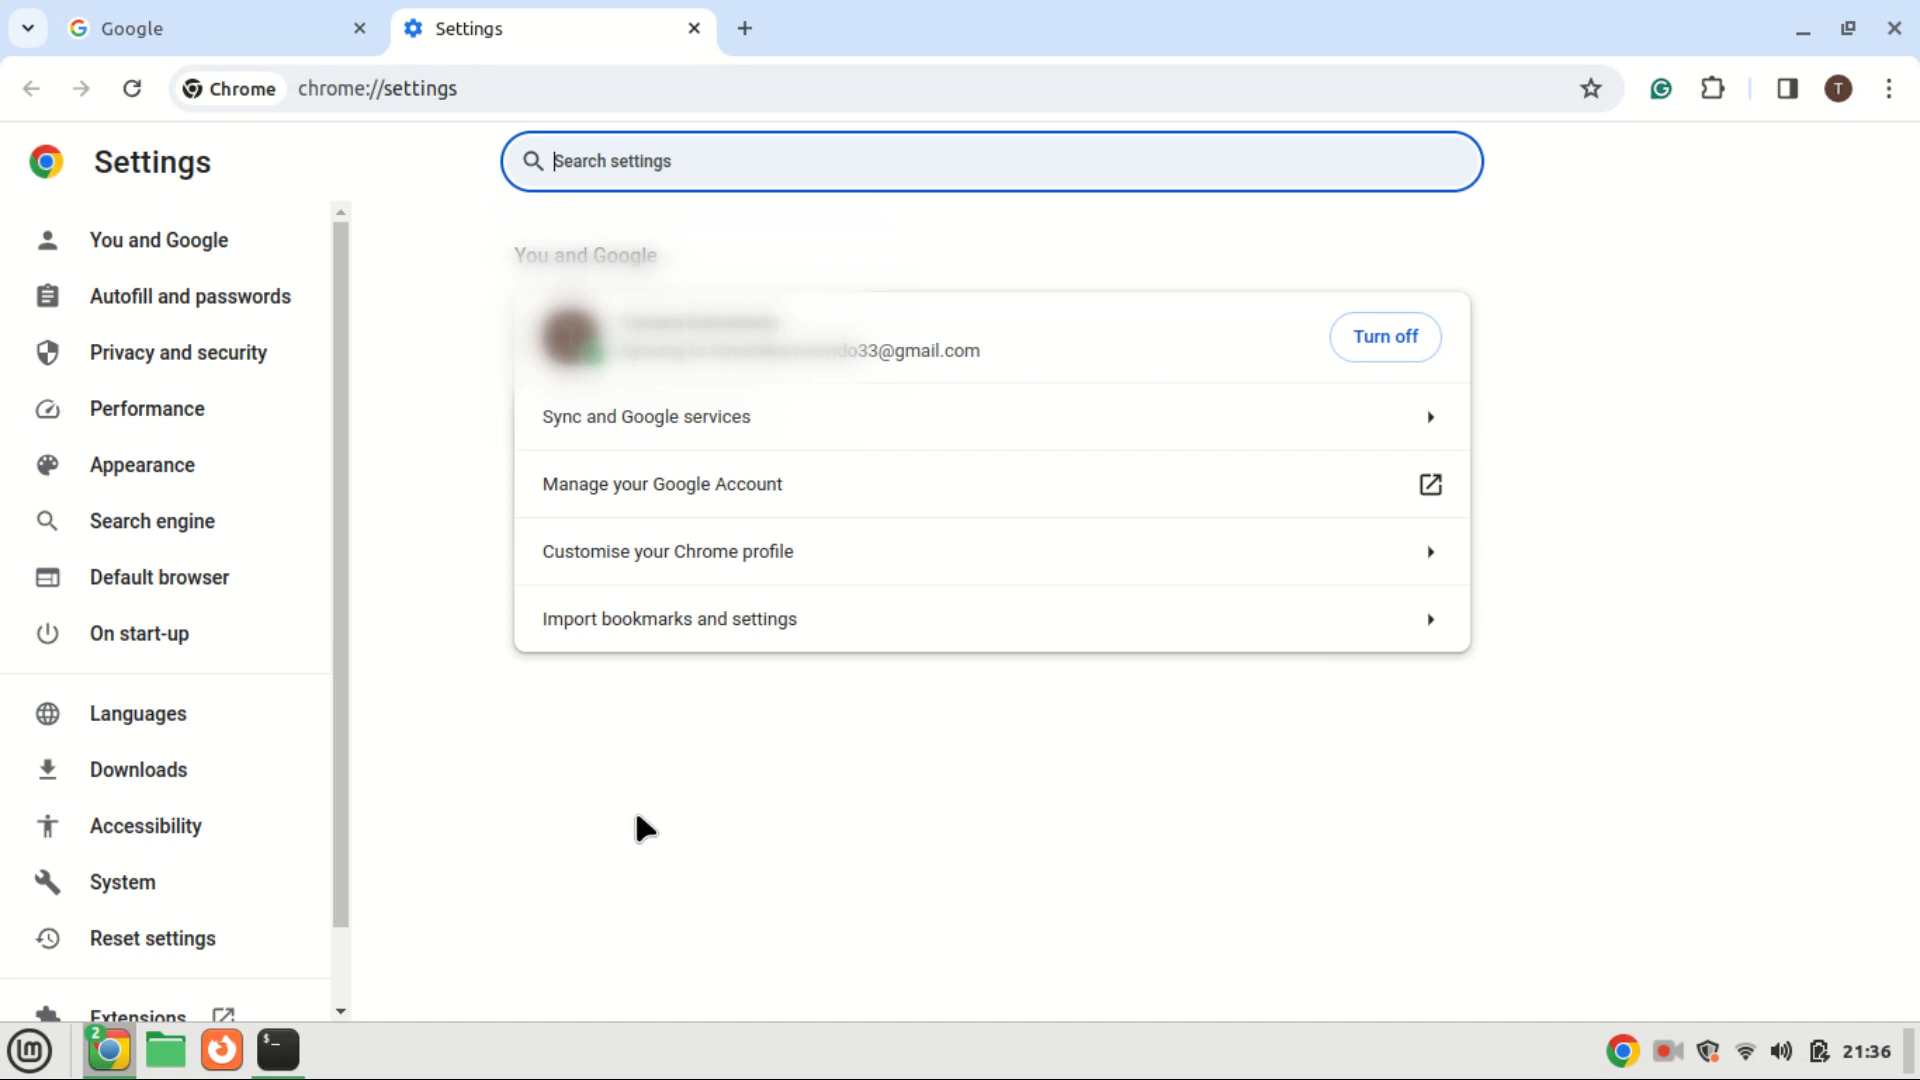 Google
Settings
Chrome
chrome://settings
T
Settings
Search settings
You and Google
Autofill and passwords
Privacy and security
Performance
Appearance
Search engine
Default browser
On start-up
Languages
Downloads
Accessibility
System
Reset settings
Extensions
You and Google
do33@gmail.com
Turn off
Sync and Google services
Manage your Google Account
Customise your Chrome profile
Import bookmarks and settings
2
$_
21:36